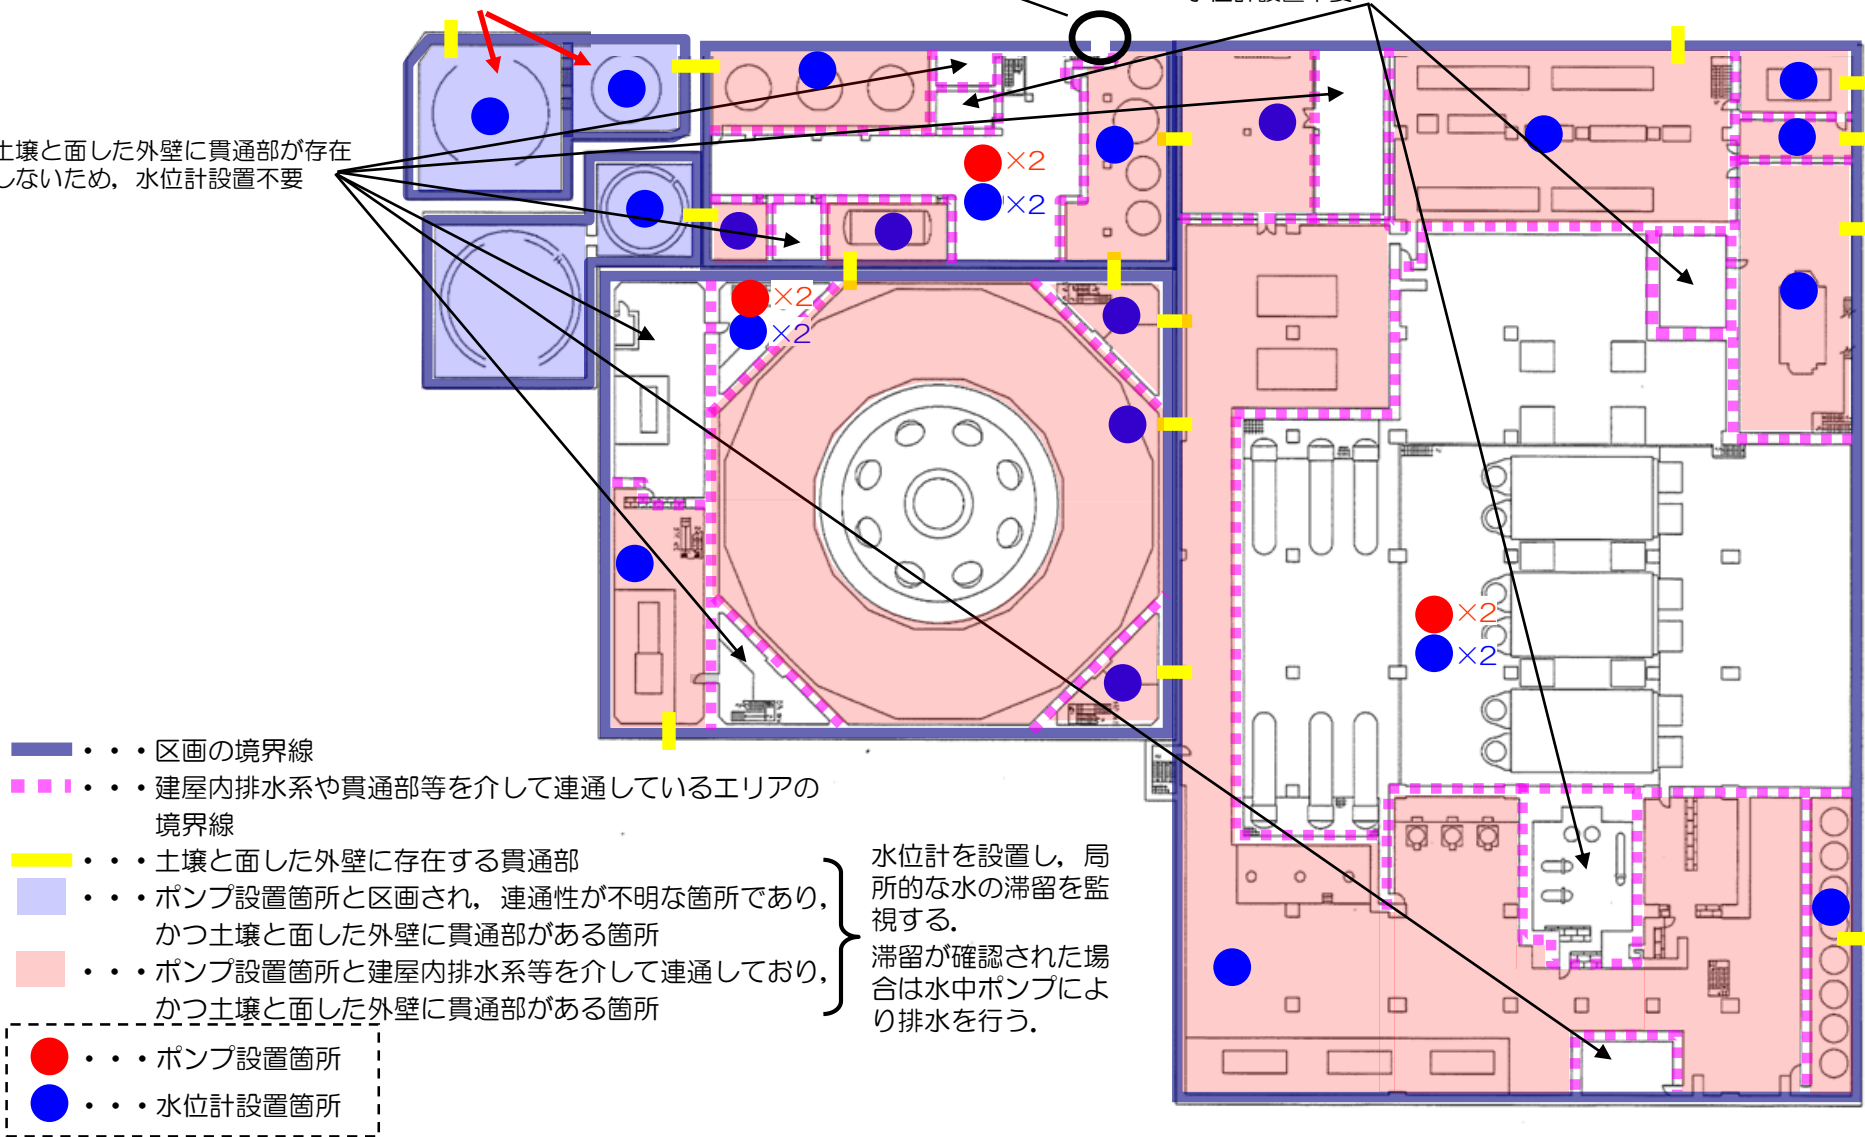 水位計設置不要
土壌と面した外壁に貫通部が存在
しないため，水位計設置不要
×2
×2
×2
×2
×2
×2
・・・区画の境界線
・・・建屋内排水系や貫通部等を介して連通しているエリアの
境界線
・・・土壌と面した外壁に存在する貫通部
・・・ポンプ設置箇所と区画され，連通性が不明な箇所であり，
かつ土壌と面した外壁に貫通部がある箇所
・・・ポンプ設置箇所と建屋内排水系等を介して連通しており，
かつ土壌と面した外壁に貫通部がある箇所
水位計を設置し，局
所的な水の滞留を監
視する．
滞留が確認された場
合は水中ポンプによ
り排水を行う．
・・・ポンプ設置箇所
・・・水位計設置箇所